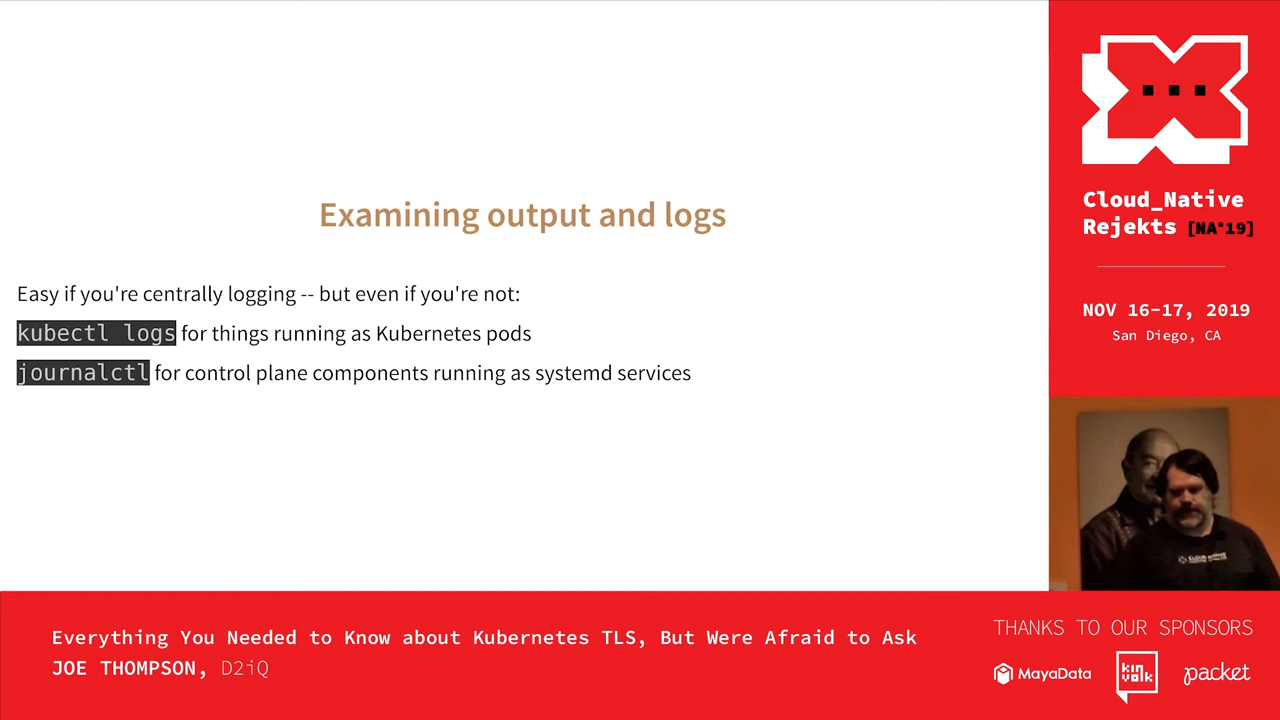 Examining output and logs
Easy if you're centrally logging -- but even if you're not:
kubectl logs for things running as Kubernetes pods
journalctl for control plane components running as systemd services
Cloud_Native
Rejekts [NA'19]
NOV 16-17, 2019
San Diego, CA
Everything You Needed to Know about Kubernetes TLS, But Were Afraid to Ask
JOE THOMPSON, D2iQ
THANKS TO OUR SPONSORS
MayaData
kin
volk
packet